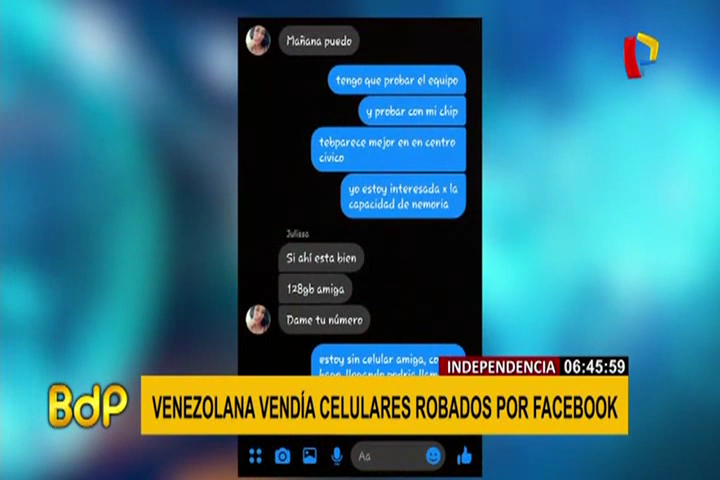 Mañana puedo
tengo que probar el equipo
y probar con mi chip
tebparece mejor en en centro
civico
yo estoy interesada x la
capacidad de nemoria
Julissa
Si ahí esta bien
128gb amiga
Dame tu número
estoy sin celular amiga, co
INDEPENDENCIA 06:45:59
BdP
VENEZOLANA VENDÍA CELULARES ROBADOS POR FACEBOOK
Aa